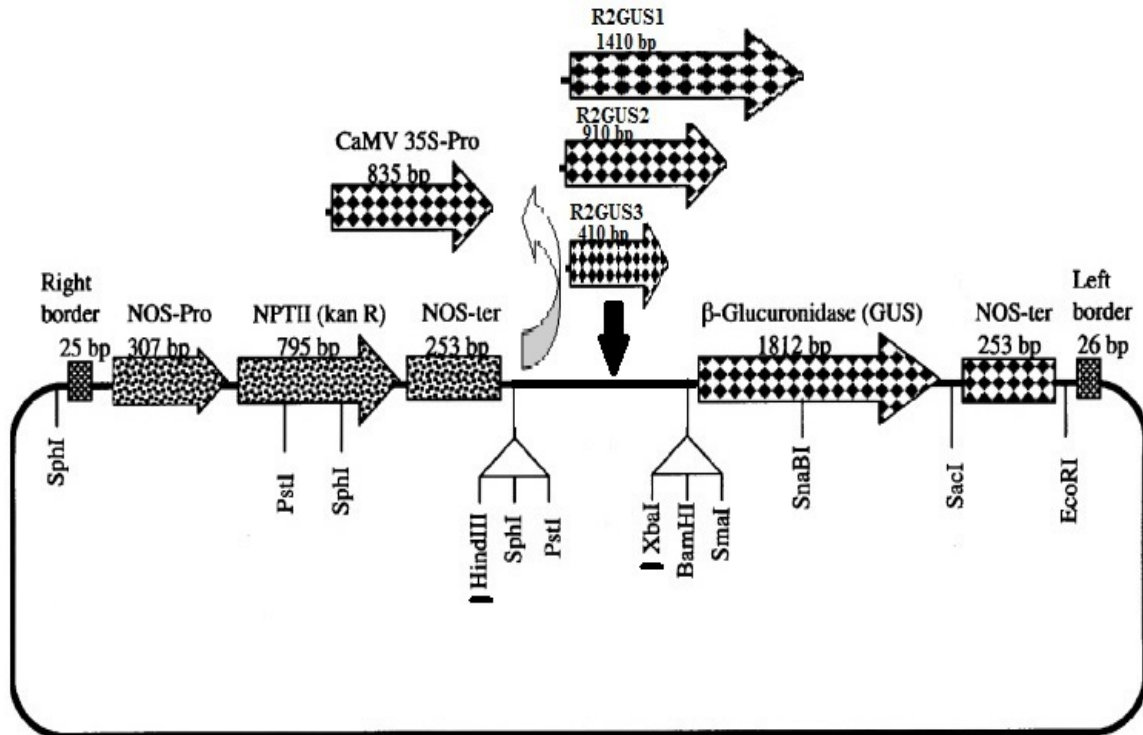 R2GUS1
1410 bp
R2GUS2
910 bp
CaMV 35S-Pro
835 bp
R2GUS3
410 bp
Right
border
25 bp
NOS-Pro
307 bp
NPTII (kan R)
795 bp
NOS-ter
253 bp
β-Glucuronidase (GUS)
1812 bp
NOS-ter
253 bp
Left
border
26 bp
SphI
PstI
SphI
HindIII
SphI
PstI
XbaI
BamHI
SmaI
SnaBI
SacI
EcoRI